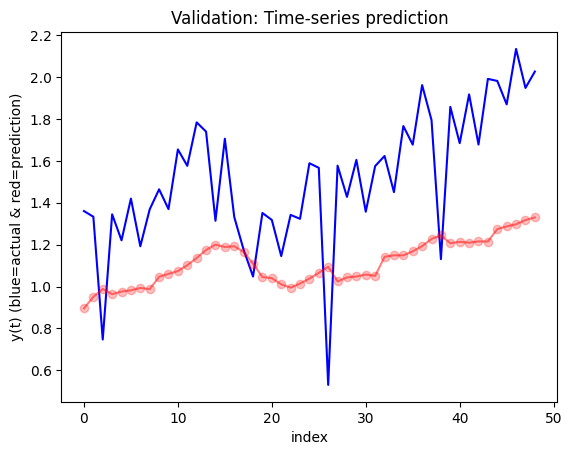 Validation: Time-series prediction
y(t) (blue=actual & red=prediction)
2.2
2.0
1.8
1.6
1.4
1.2
1.0
0.8
0.6
0 10 20 30 40 50
index